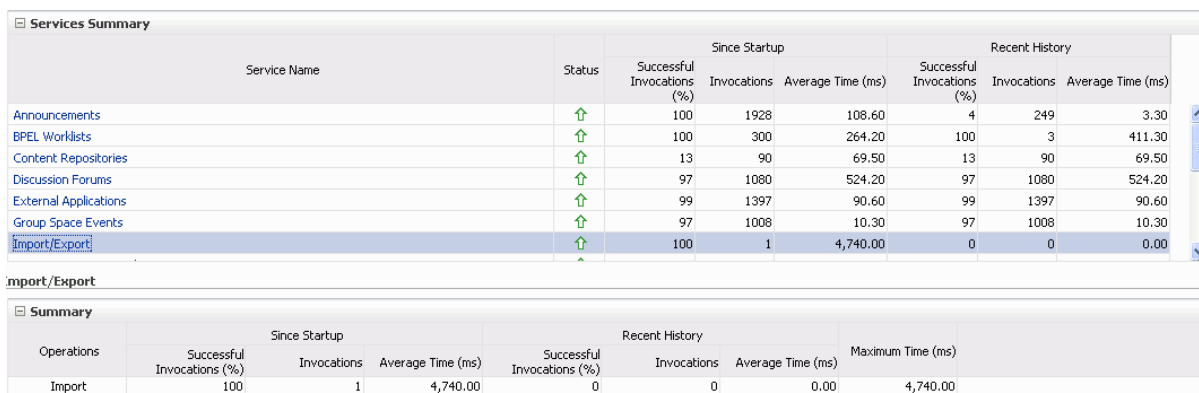 Services Summary
Since Startup Recent History
Service Name Status Successful Invocations (%) Invocations Average Time (ms) Successful Invocations (%) Invocations Average Time (ms)
Announcements 100 1928 108.60 4 249 3.30
BPEL Worklists 100 300 264.20 100 3 411.30
Content Repositories 13 90 69.50 13 90 69.50
Discussion Forums 97 1080 524.20 97 1080 524.20
External Applications 99 1397 90.60 99 1397 90.60
Group Space Events 97 1008 10.30 97 1008 10.30
Import/Export 100 1 4,740.00 0 0 0.00
Import/Export
Summary
Since Startup Recent History
Operations Successful Invocations (%) Invocations Average Time (ms) Successful Invocations (%) Invocations Average Time (ms) Maximum Time (ms)
Import 100 1 4,740.00 0 0 0.00 4,740.00